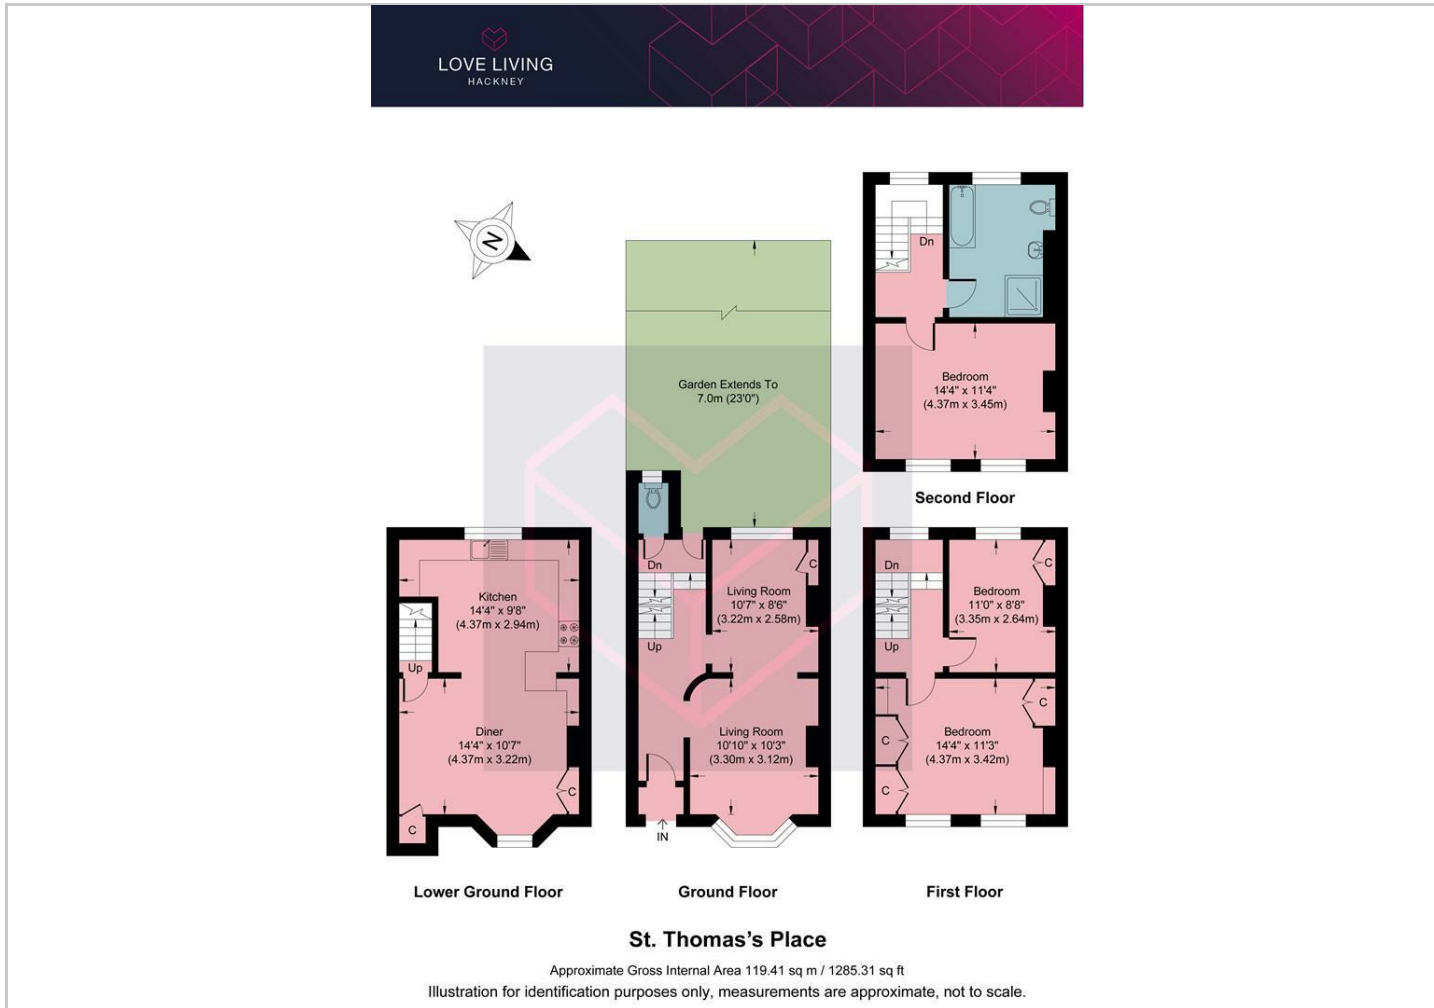 LOVE LIVING
HACKNEY
N
Dn
Bedroom
14'4" x 11'4"
(4.37m x 3.45m)
Second Floor
Garden Extends To
7.0m (23'0")
Kitchen
14'4" x 9'8"
(4.37m x 2.94m)
Up
Diner
14'4" x 10'7"
(4.37m x 3.22m)
C
C
Lower Ground Floor
Dn
Living Room
10'7" x 8'6"
(3.22m x 2.58m)
C
Up
Living Room
10'10" x 10'3"
(3.30m x 3.12m)
IN
Ground Floor
Dn
Bedroom
11'0" x 8'8"
(3.35m x 2.64m)
C
Up
Bedroom
14'4" x 11'3"
(4.37m x 3.42m)
C
C
C
First Floor
St. Thomas's Place
Approximate Gross Internal Area 119.41 sq m / 1285.31 sq ft
Illustration for identification purposes only, measurements are approximate, not to scale.